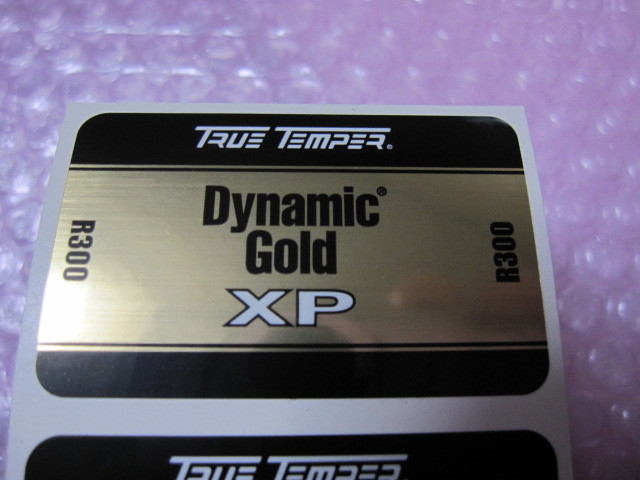 TRUE TEMPER®
Dynamic®
Gold
XP
R300
R300
TRUE TEMPER®